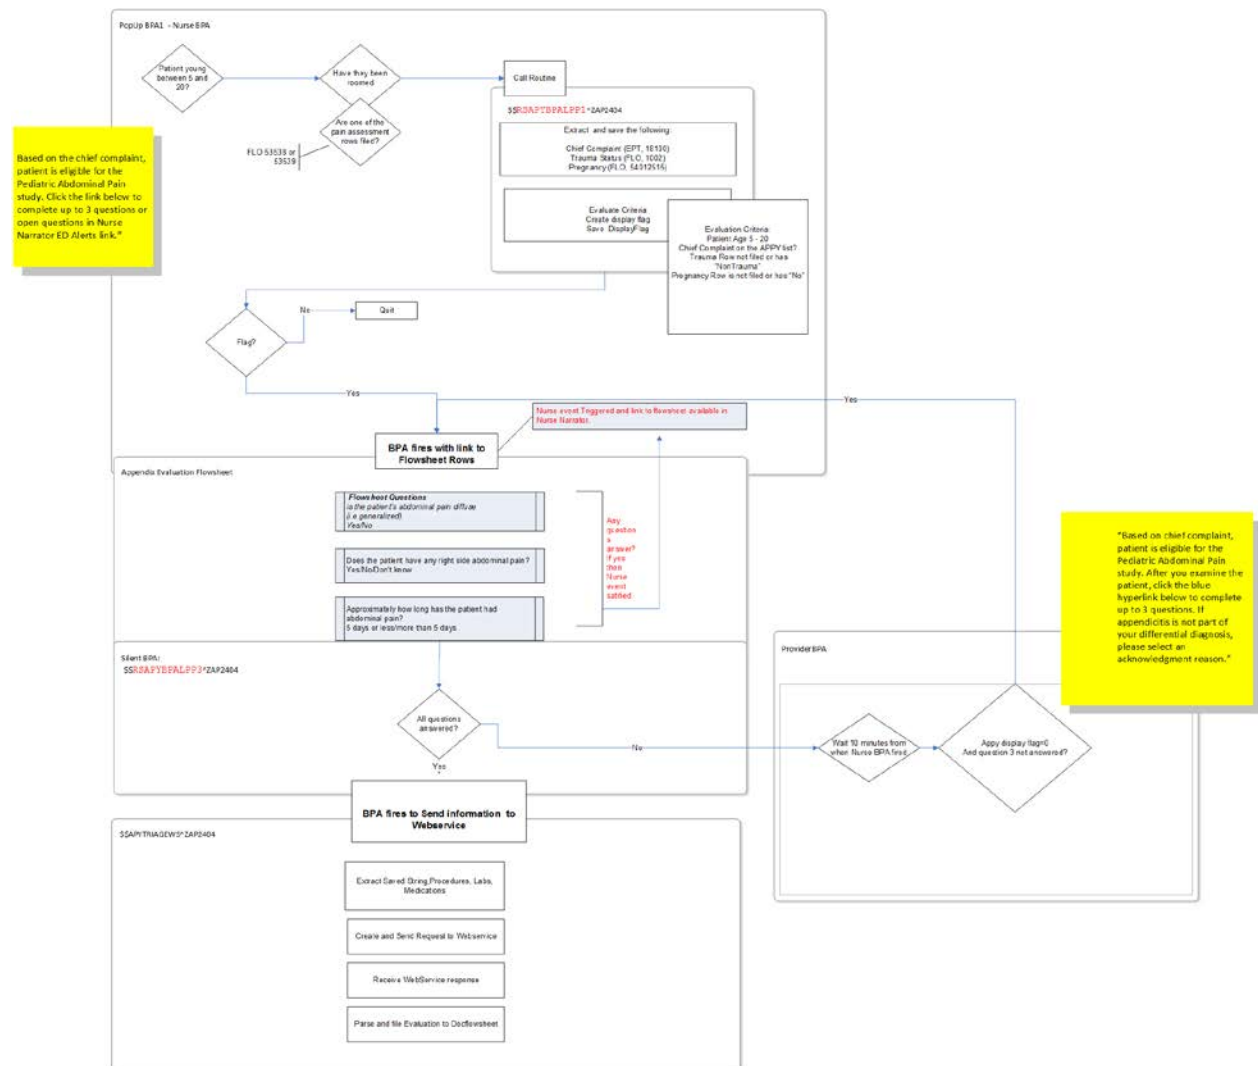 PopUp BPA1 - Nurse BPA
Patient young
between 5 and
20?
Have they been
roomed
Call Routine
Are one of the
pain assessment
rows filed?
FLO 53538 or
53539
$$RSAPTBPALPP1^ZAP2404
Extract and save the following:
Chief Complaint (EPT, 18130)
Trauma Status (FLO, 1002)
Pregnancy (FLO, 54012515)
Evaluate Criteria
Create display flag
Save DisplayFlag
Evaluation Criteria
Patient Age 5 - 20
Chief Complaint on the APPY list?
Trauma Row not filed or has
"NonTrauma"
Pregnancy Row is not filed or has "No"
Based on the chief complaint,
patient is eligible for the
Pediatric Abdominal Pain
study. Click the link below to
complete up to 3 questions or
open questions in Nurse
Narrator ED Alerts link."
No
Quit
Flag?
Yes
Yes
Nurse event Triggered and link to flowsheet available in
Nurse Narrator.
BPA fires with link to
Flowsheet Rows
Appendix Evaluation Flowsheet
Flowsheet Questions
Is the patient's abdominal pain diffuse
(i.e generalized)
Yes/No
Does the patient have any right side abdominal pain?
Yes/No/Don't know
Approximately how long has the patient had
abdominal pain?
5 days or less/more than 5 days
Any
question
s
answer?
If yes
then
Nurse
event
satified
"Based on chief complaint,
patient is eligible for the
Pediatric Abdominal Pain
study. After you examine the
patient, click the blue
hyperlink below to complete
up to 3 questions. If
appendicitis is not part of
your differential diagnosis,
please select an
acknowledgment reason."
Silent BPA:
$$RSAPYBPALPP3^ZAP2404
All questions
answered?
No
Yes
ProviderBPA
Wait 10 minutes from
when Nurse BPA fired
Appy display flag=0
And question 3 not answered?
BPA fires to Send information to
Webservice
$$APYTRIAGEWS^ZAP2404
Extract Saved String,Procedures, Labs,
Medications
Create and Send Request to Webservice
Receive WebService response
Parse and file Evaluation to Docflowsheet